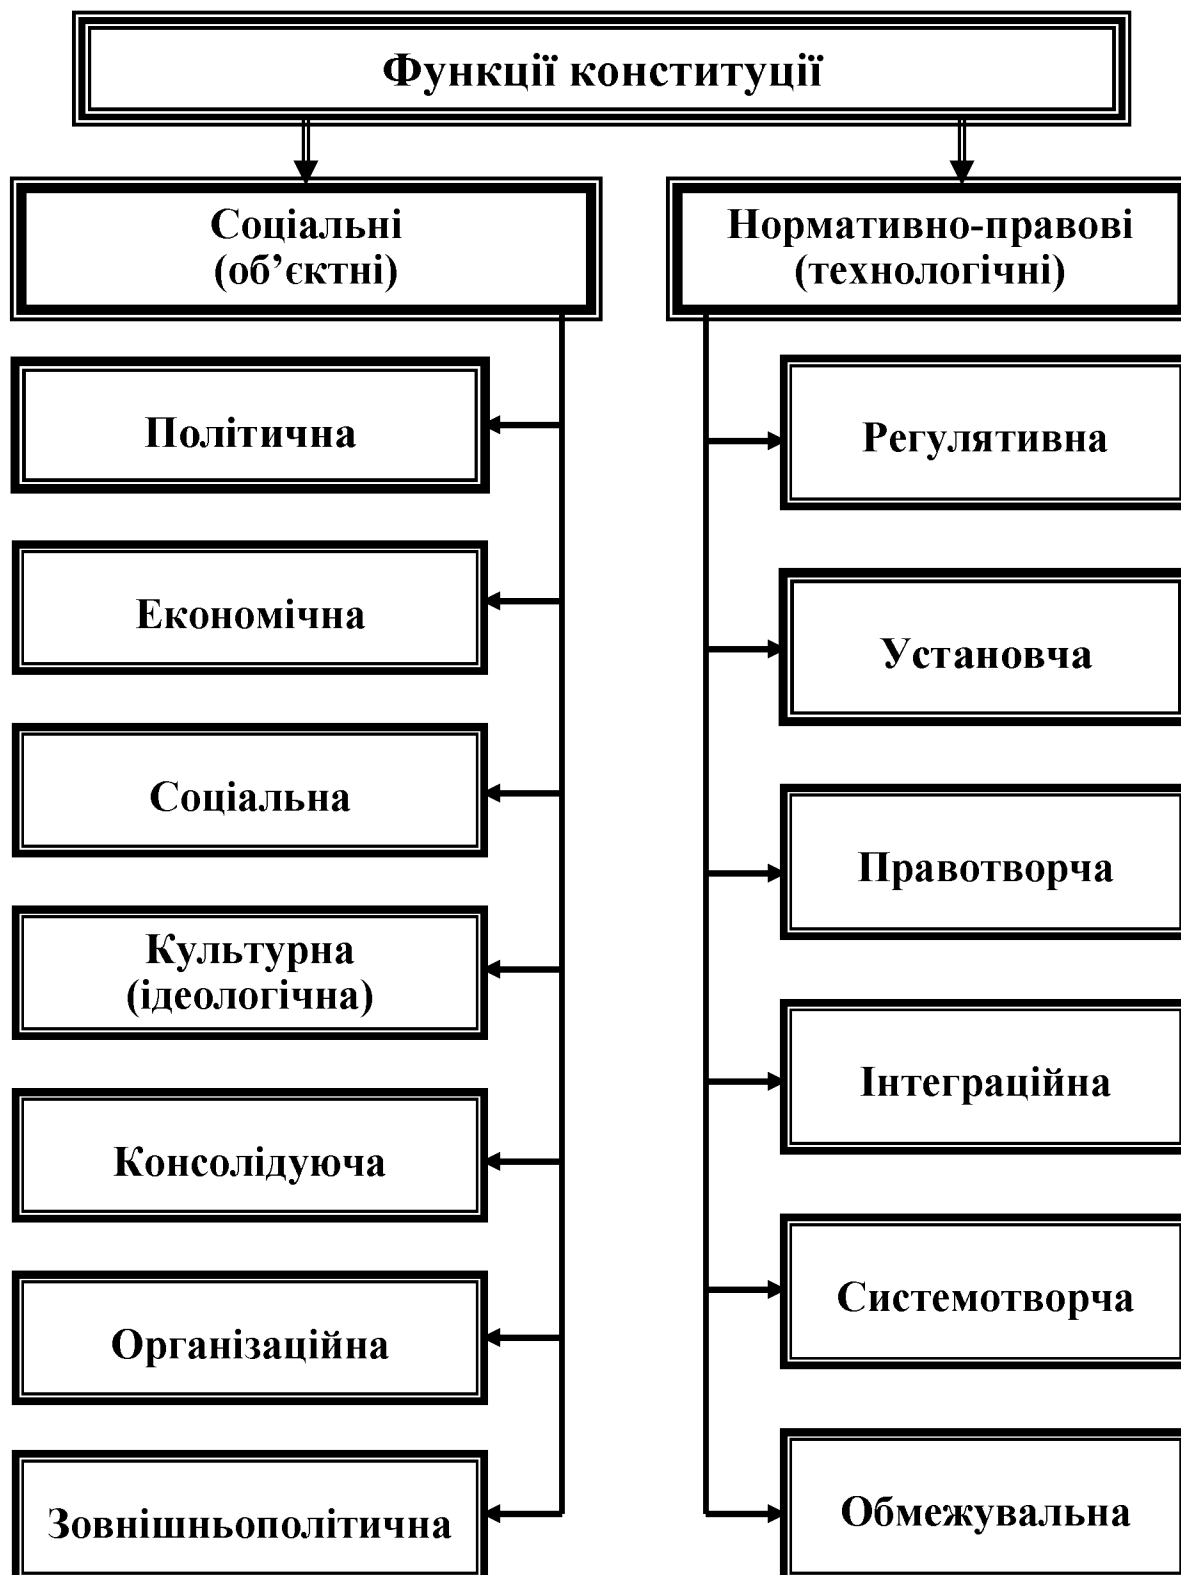 Функції конституції
Соціальні
(об’єктні)
Політична
Економічна
Соціальна
Культурна
(ідеологічна)
Консолідуюча
Організаційна
Зовнішньополітична
Нормативно-правові
(технологічні)
Регулятивна
Установча
Правотворча
Інтеграційна
Системотворча
Обмежувальна